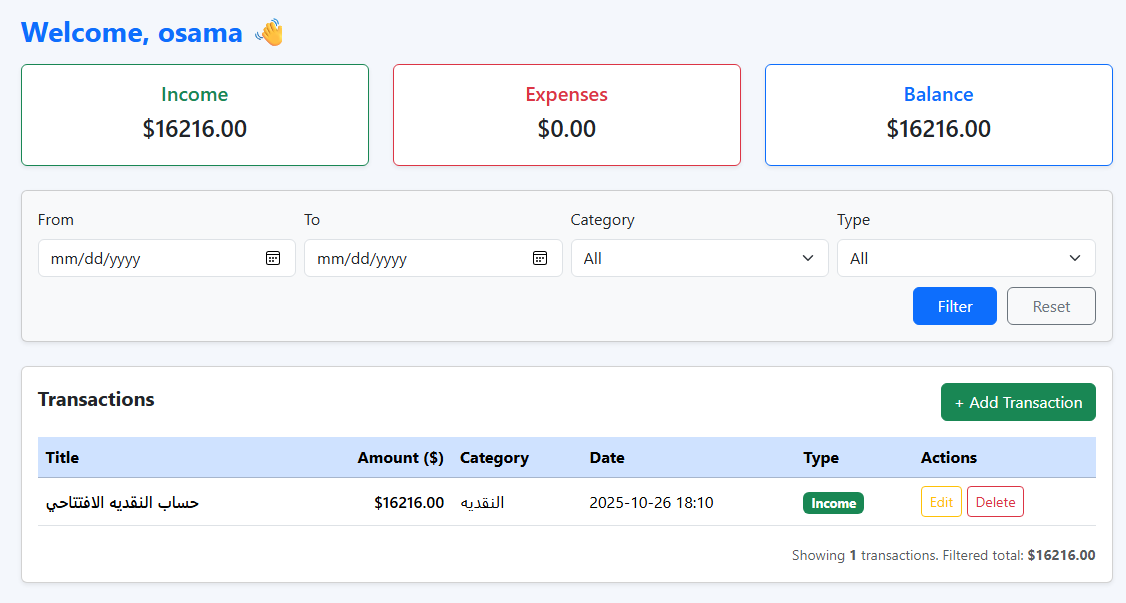 Welcome, osama 👋
Income
$16216.00
Expenses
$0.00
Balance
$16216.00
From
To
Category
Type
mm/dd/yyyy
mm/dd/yyyy
All
All
Filter
Reset
Transactions
+ Add Transaction
Title Amount ($) Category Date Type Actions
حساب النقديه الافتتاحي $16216.00 النقديه 2025-10-26 18:10 Income Edit Delete
Showing 1 transactions. Filtered total: $16216.00